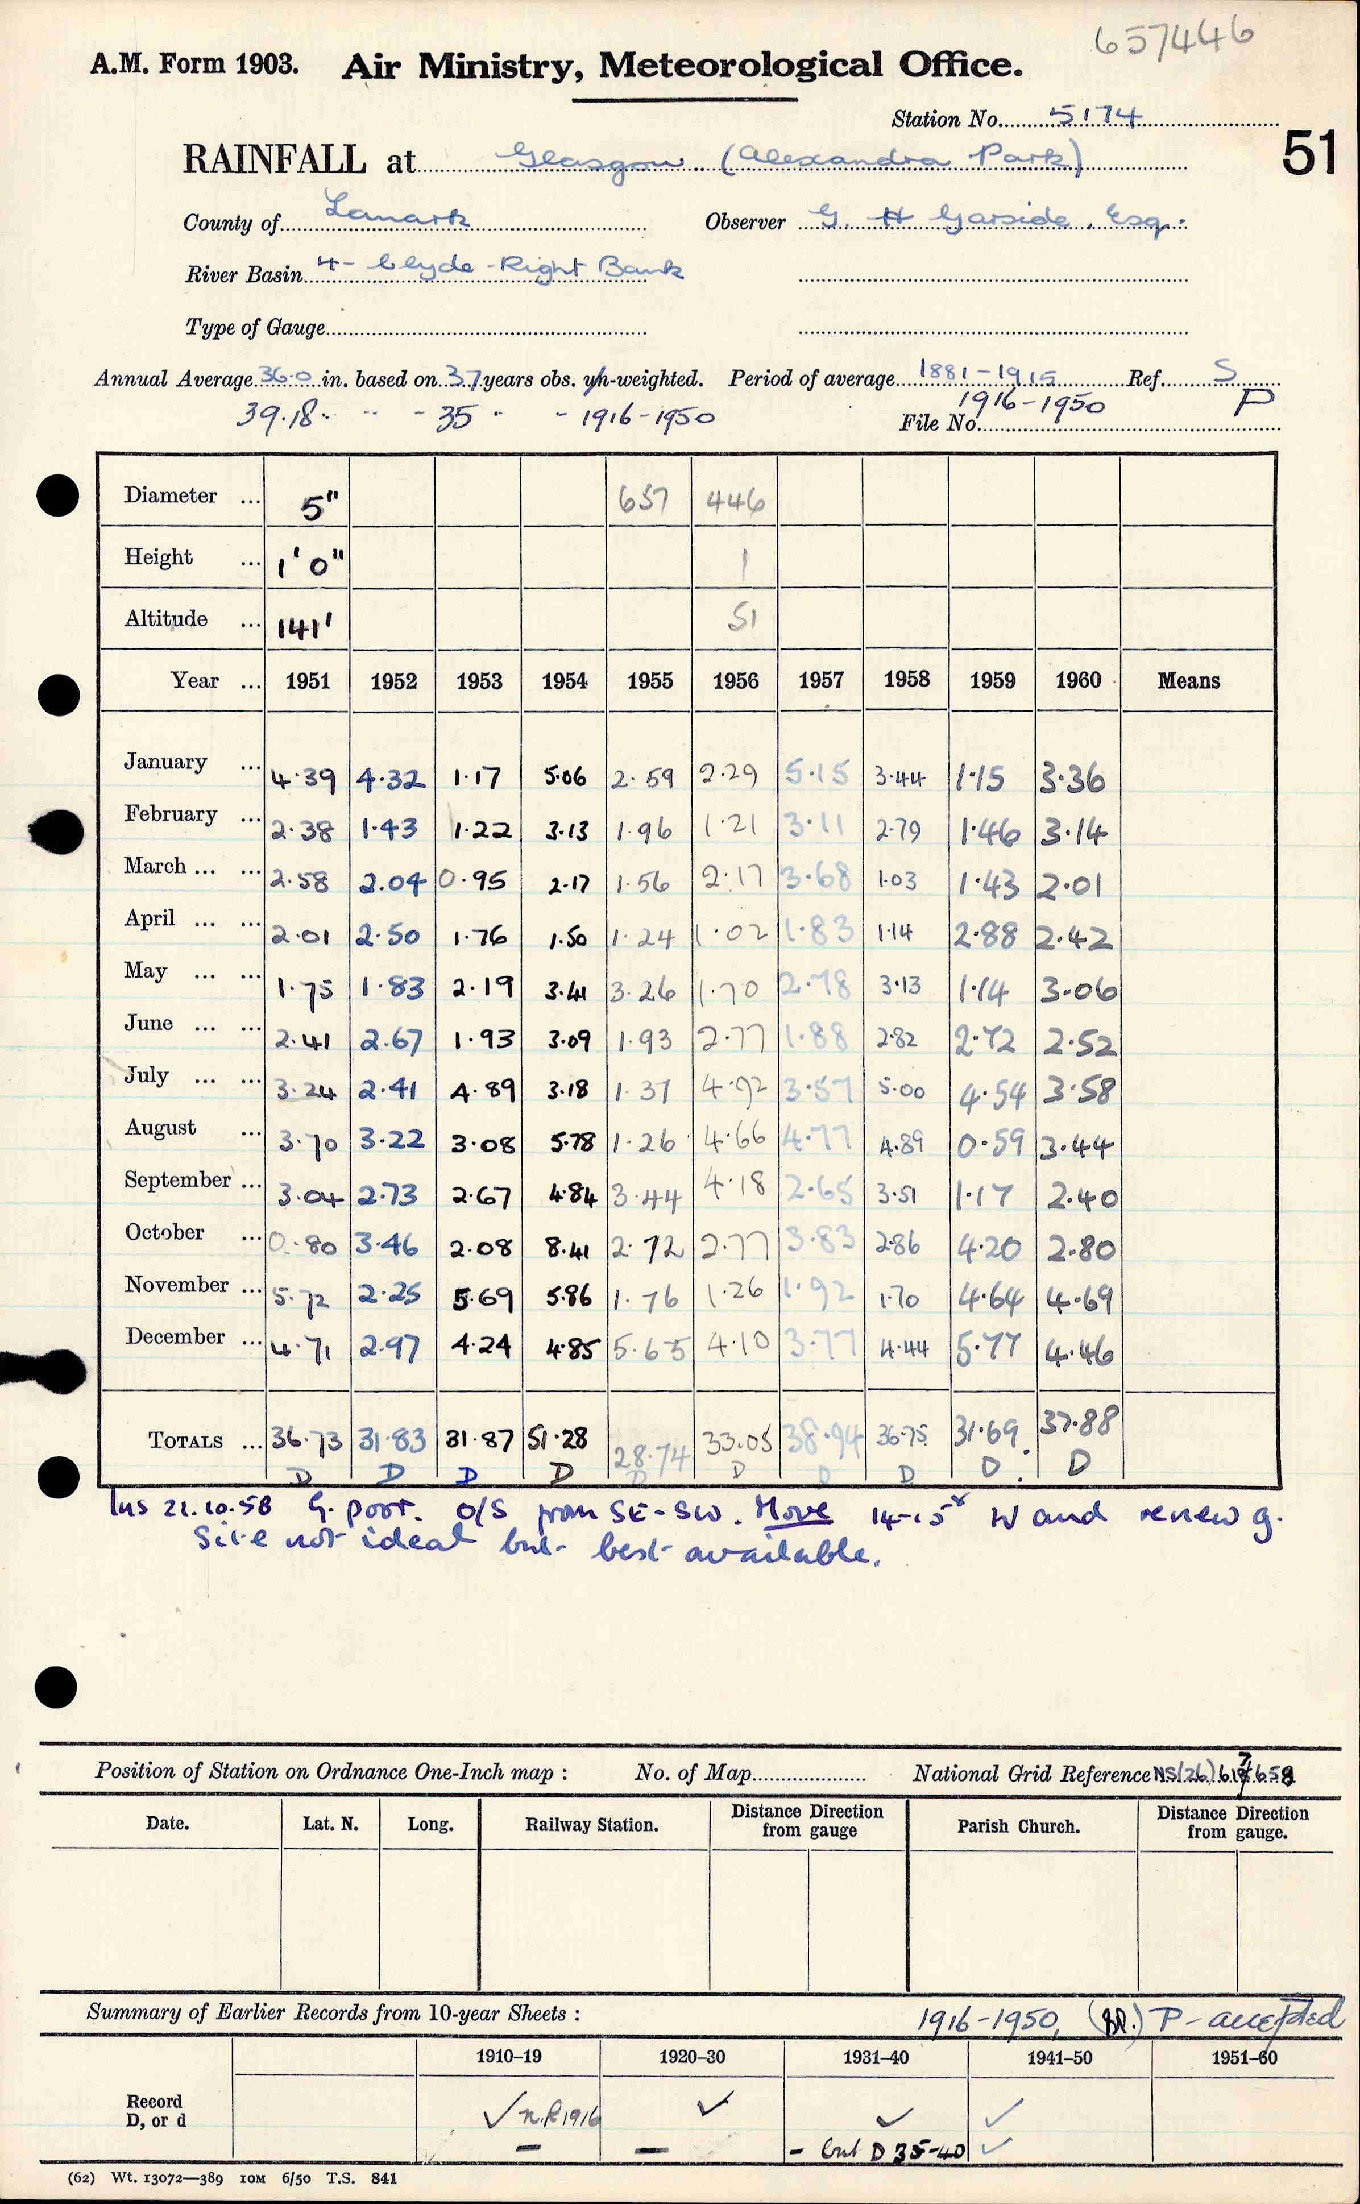 657446
A.M. Form 1903. Air Ministry, Meteorological Office.
Station No. 5174
51
RAINFALL at Glasgow (Alexandra Park)
County of Lanark Observer G. H Garside, Esq.
River Basin 4 - Clyde - Right Bank
Type of Gauge
Annual Average 36.0 in. based on 37 years obs. un-weighted. Period of average 1881-1915 Ref. S
39.18. " - 35 " - 1916-1950 1916-1950 P
File No.
Diameter ... 5" 657 446
Height ... 1' 0" 1
Altitude ... 141' 51
Year ... 1951 1952 1953 1954 1955 1956 1957 1958 1959 1960 Means
January ... 4.39 4.32 1.17 5.06 2.59 2.29 5.15 3.44 1.15 3.36
February ... 2.38 1.43 1.22 3.13 1.96 1.21 3.11 2.79 1.46 3.14
March ... ... 2.58 2.04 0.95 2.17 1.56 2.17 3.68 1.03 1.43 2.01
April ... ... 2.01 2.50 1.76 1.50 1.24 1.02 1.83 1.14 2.88 2.42
May ... ... 1.75 1.83 2.19 3.41 3.26 1.70 2.78 3.13 1.14 3.06
June ... ... 2.41 2.67 1.93 3.09 1.93 2.77 1.88 2.82 2.72 2.52
July ... ... 3.24 2.41 4.89 3.18 1.37 4.92 3.57 5.00 4.54 3.58
August ... 3.70 3.22 3.08 5.78 1.26 4.66 4.77 4.89 0.59 3.44
September ... 3.04 2.73 2.67 4.84 3.44 4.18 2.65 3.51 1.17 2.40
October ... 0.80 3.46 2.08 8.41 2.72 2.77 3.83 2.86 4.20 2.80
November ... 5.72 2.25 5.69 5.86 1.76 1.26 1.92 1.70 4.64 4.69
December ... 4.71 2.97 4.24 4.85 5.65 4.10 3.77 4.44 5.77 4.46
TOTALS ... 36.73 31.83 31.87 51.28 28.74 33.05 38.94 36.75 31.69 37.88
D D D D D D D D D D
Ins 21.10.58 G. poor. O/S from SE-SW. Move 14-15x W and renew g.
Site not ideal but best available.
Position of Station on Ordnance One-Inch map : No. of Map National Grid Reference NS(26)
Date. Lat. N. Long. Railway Station. Distance Direction from gauge Parish Church. Distance Direction from gauge.
Summary of Earlier Records from 10-year Sheets : 1916-1950, P - accepted
1910-19 1920-30 1931-40 1941-50 1951-60
Record ✓ n.R 1916 ✓ ✓ ✓
D, or d - - - but D 35-40 ✓
(62) Wt. 13072—389 10M 6/50 T.S. 841